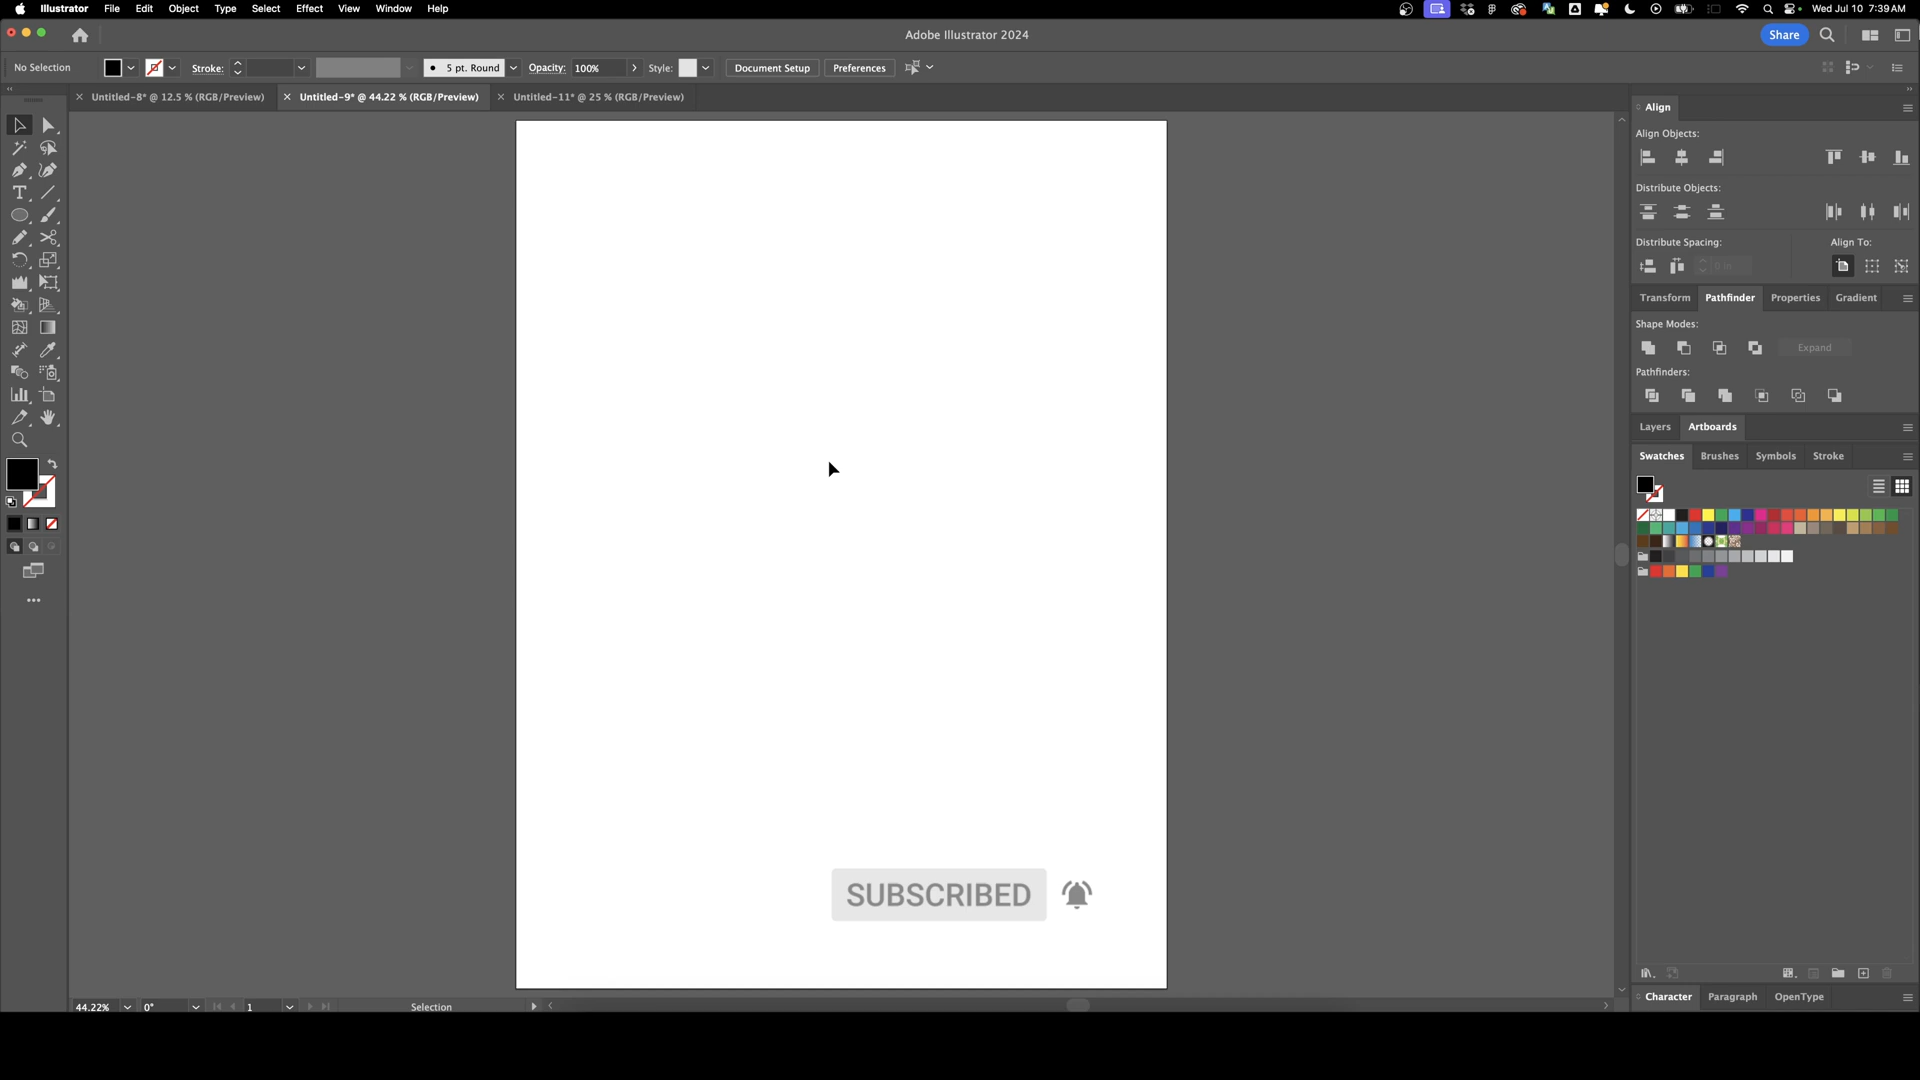 Illustrator File Edit Object Type Select Effect View Window Help
Wed Jul 10 7:39 AM
Adobe Illustrator 2024
Share
No Selection
Stroke:
5 pt. Round
Opacity: 100%
Style:
Document Setup
Preferences
Untitled-8* @ 12.5 % (RGB/Preview)
Untitled-9* @ 44.22 % (RGB/Preview)
Untitled-11* @ 25 % (RGB/Preview)
Align
Align Objects:
Distribute Objects:
Distribute Spacing:
Align To:
0 in
Transform Pathfinder Properties Gradient
Shape Modes:
Expand
Pathfinders:
Layers Artboards
Swatches Brushes Symbols Stroke
SUBSCRIBED
Character Paragraph OpenType
44.22% 0° 1 Selection